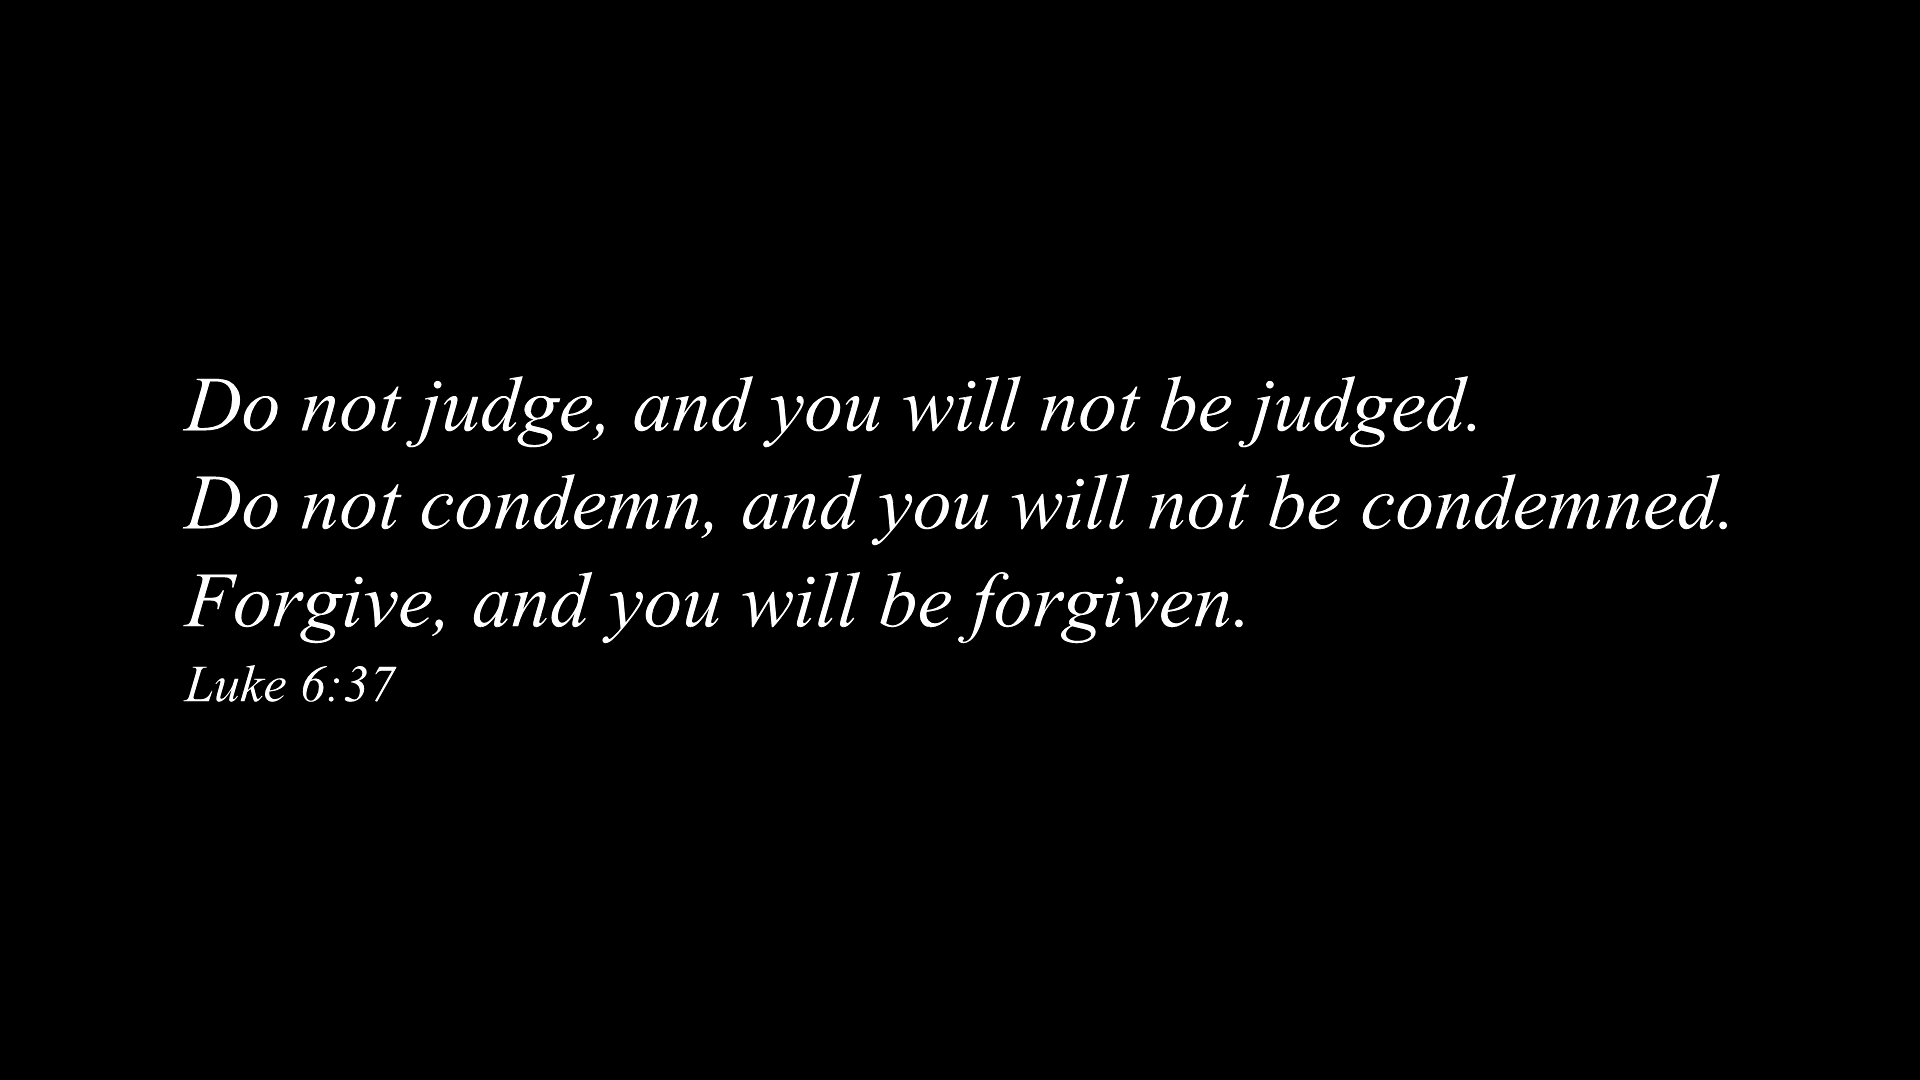 Do not judge, and you will not be judged.
Do not condemn, and you will not be condemned.
Forgive, and you will be forgiven.
Luke 6:37